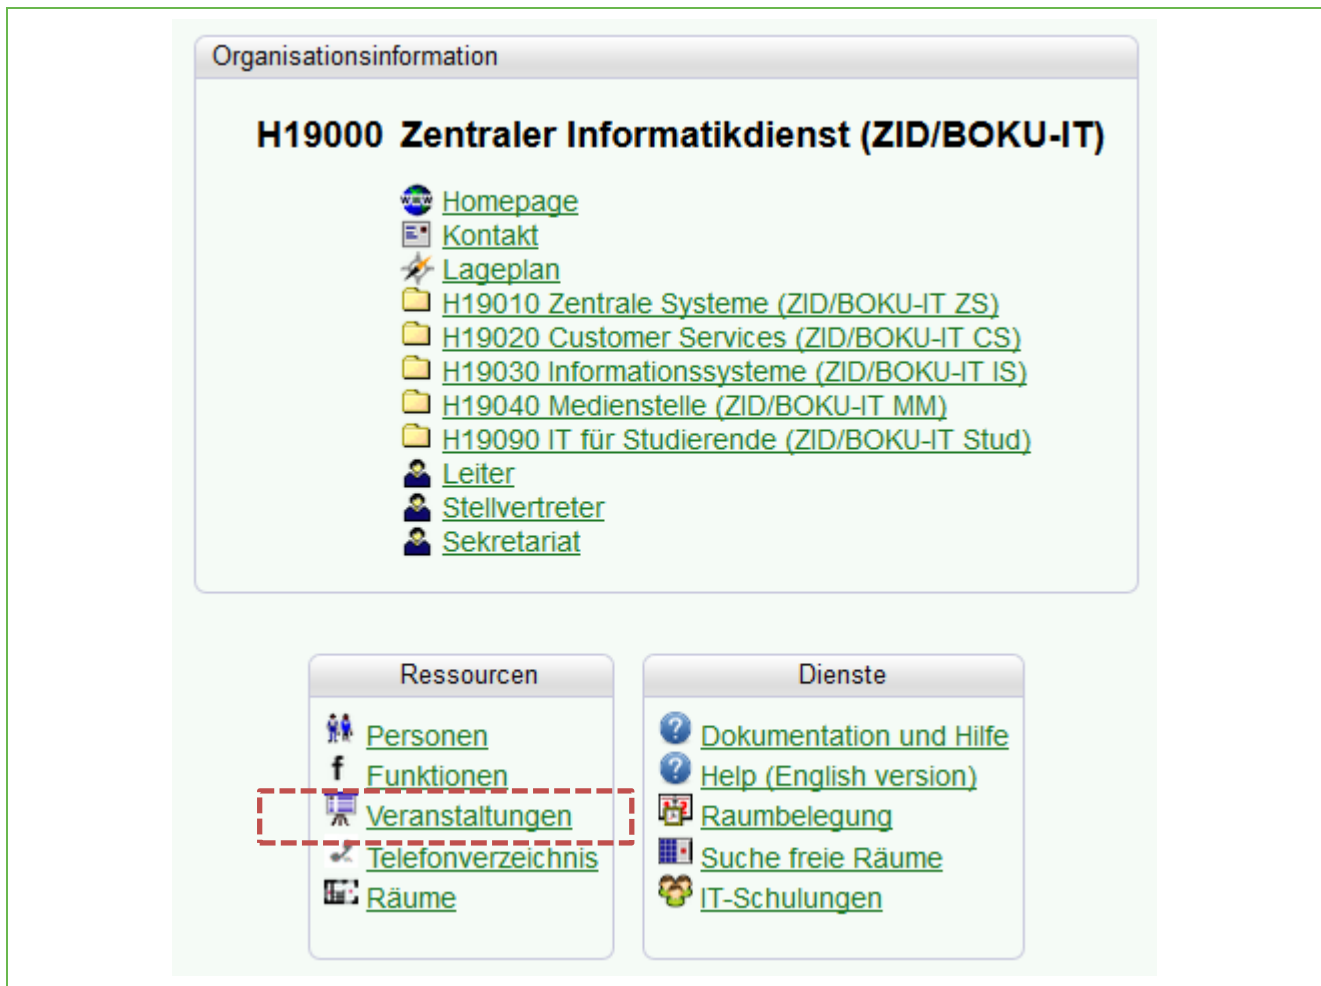 Organisationsinformation
H19000 Zentraler Informatikdienst (ZID/BOKU-IT)
Homepage
Kontakt
Lageplan
H19010 Zentrale Systeme (ZID/BOKU-IT ZS)
H19020 Customer Services (ZID/BOKU-IT CS)
H19030 Informationssysteme (ZID/BOKU-IT IS)
H19040 Medienstelle (ZID/BOKU-IT MM)
H19090 IT für Studierende (ZID/BOKU-IT Stud)
Leiter
Stellvertreter
Sekretariat
Ressourcen
Personen
Funktionen
Veranstaltungen
Telefonverzeichnis
Räume
Dienste
Dokumentation und Hilfe
Help (English version)
Raumbelegung
Suche freie Räume
IT-Schulungen